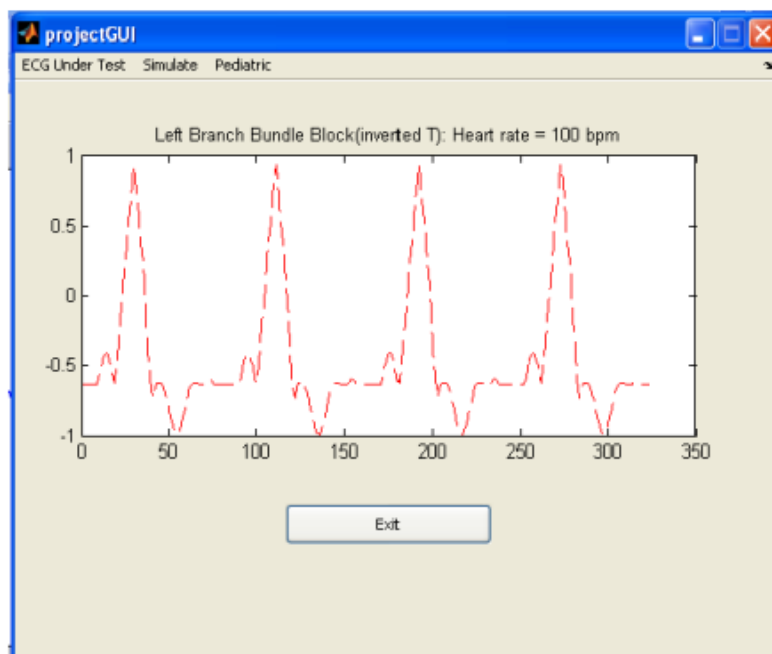 projectGUI
ECG Under Test Simulate Pediatric
Left Branch Bundle Block(inverted T): Heart rate = 100 bpm
1
0.5
0
-0.5
-1
0 50 100 150 200 250 300 350
Exit